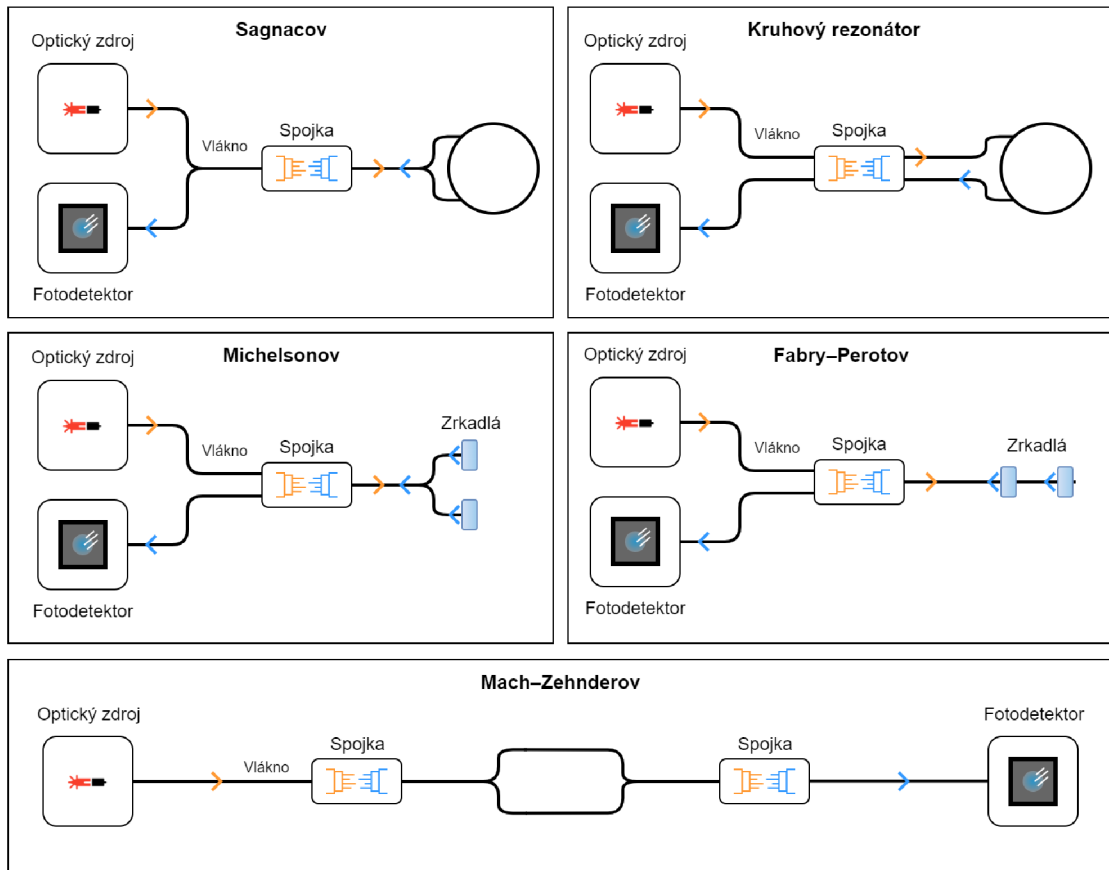 Sagnacov
Optický zdroj
Vlákno
Spojka
Fotodetektor
Kruhový rezonátor
Optický zdroj
Vlákno
Spojka
Fotodetektor
Michelsonov
Optický zdroj
Vlákno
Spojka
Zrkadlá
Fotodetektor
Fabry–Perotov
Optický zdroj
Vlákno
Spojka
Zrkadlá
Fotodetektor
Mach–Zehnderov
Optický zdroj
Vlákno
Spojka
Spojka
Fotodetektor